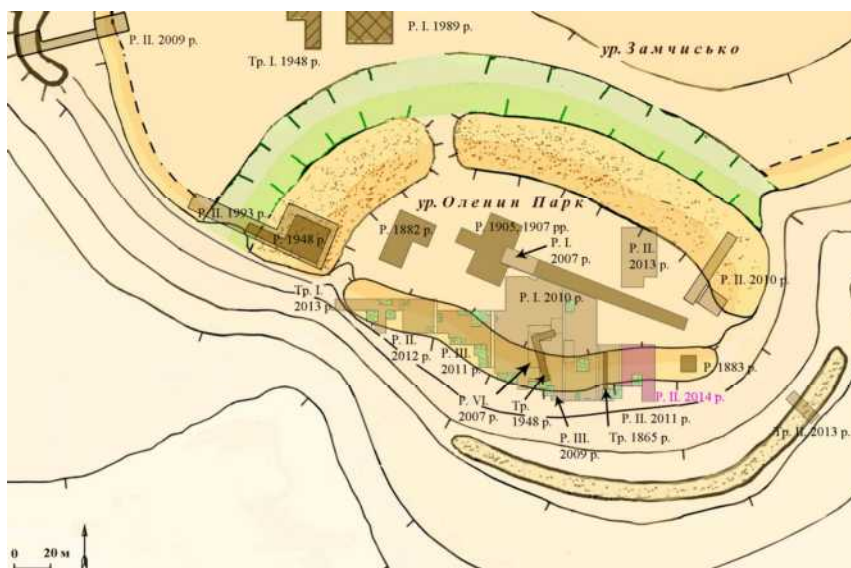 Р. І. 1989 р.
Р. ІІ. 2009 р.
Тр. І. 1948 р.
ур. Замчисько
ур. Оленин Парк
Р. ІІ. 1993 р.
Р. 1948 р.
Р. 1882 р.
Р. 1905, 1907 рр.
Р. І.
2007 р.
Р. ІІ.
2013 р.
Р. ІІ. 2010 р.
Тр. І.
2013 р.
Р. І. 2010 р.
Р. ІІ.
2012 р.
Р. ІІІ.
2011 р.
Р. 1883 р.
Р. VI.
2007 р.
Тр.
1948 р.
Р. ІІІ.
2009 р.
Р. ІІ. 2011 р.
Тр. 1865 р.
Р. ІІ. 2014 р.
Тр. ІІ. 2013 р.
0 20 м